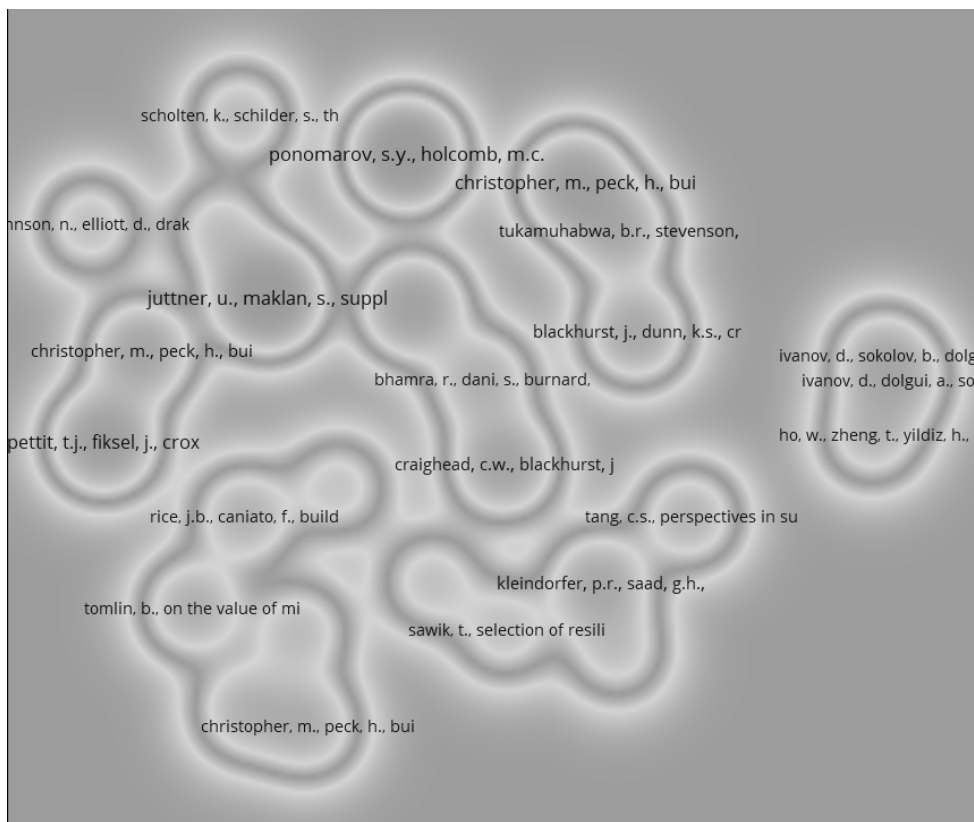 scholten, k., schilder, s., th
ponomarov, s.y., holcomb, m.c.
christopher, m., peck, h., bui
hnson, n., elliott, d., drak
tukamuhabwa, b.r., stevenson,
juttner, u., maklan, s., suppl
blackhurst, j., dunn, k.s., cr
christopher, m., peck, h., bui
ivanov, d., sokolov, b., dolg
bhamra, r., dani, s., burnard,
ivanov, d., dolgui, a., so
pettit, t.j., fiksel, j., crox
ho, w., zheng, t., yildiz, h.,
craighead, c.w., blackhurst, j
rice, j.b., caniato, f., build
tang, c.s., perspectives in su
kleindorfer, p.r., saad, g.h.,
tomlin, b., on the value of mi
sawik, t., selection of resili
christopher, m., peck, h., bui